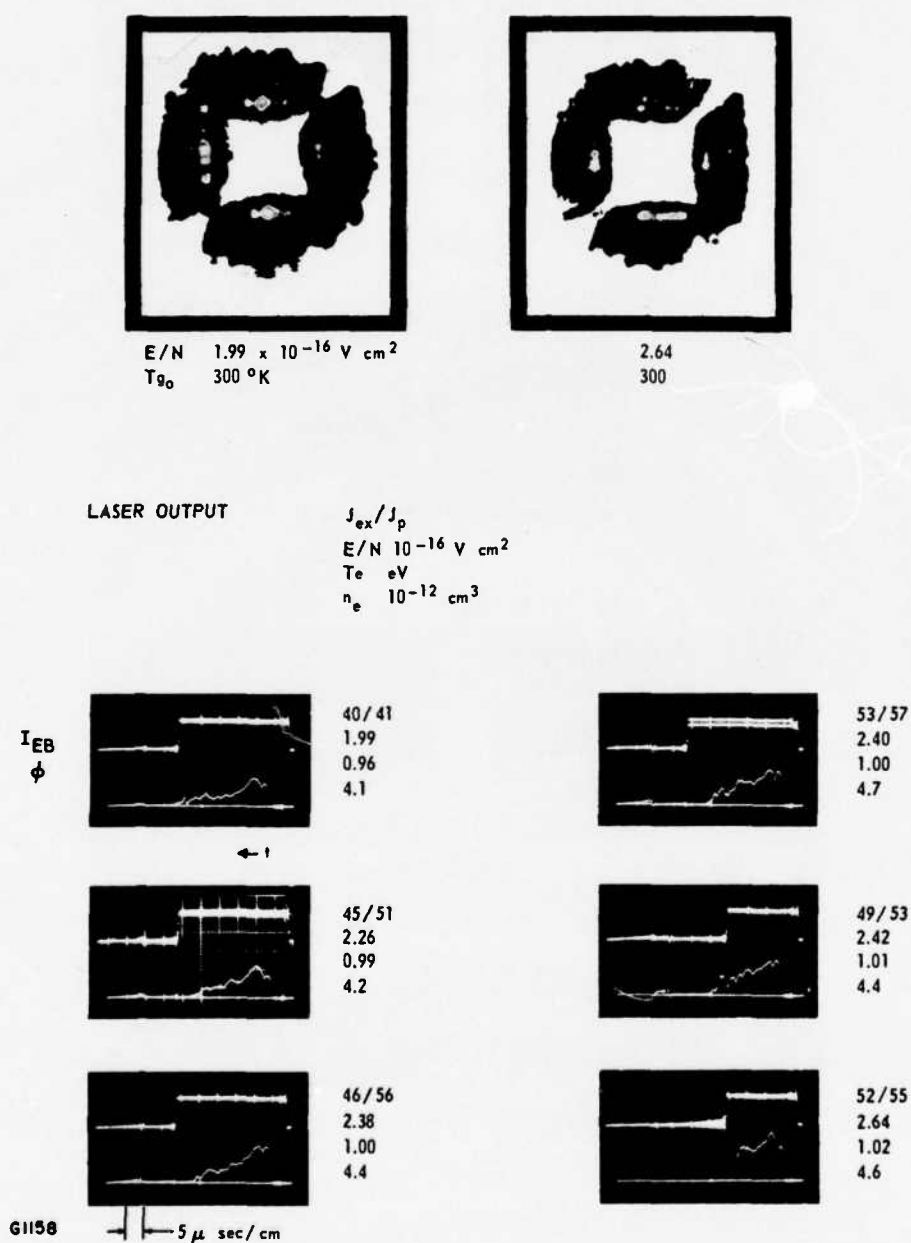 E/N 1.99 x 10⁻¹⁶ V cm²
Tg₀ 300 °K
2.64
300
LASER OUTPUT
∫ex/∫p
E/N 10⁻¹⁶ V cm²
Te eV
nₑ 10⁻¹² cm³
I_EB
ϕ
40/41
1.99
0.96
4.1
53/57
2.40
1.00
4.7
← t
45/51
2.26
0.99
4.2
49/53
2.42
1.01
4.4
46/56
2.38
1.00
4.4
52/55
2.64
1.02
4.6
G1158
5 μ sec/cm